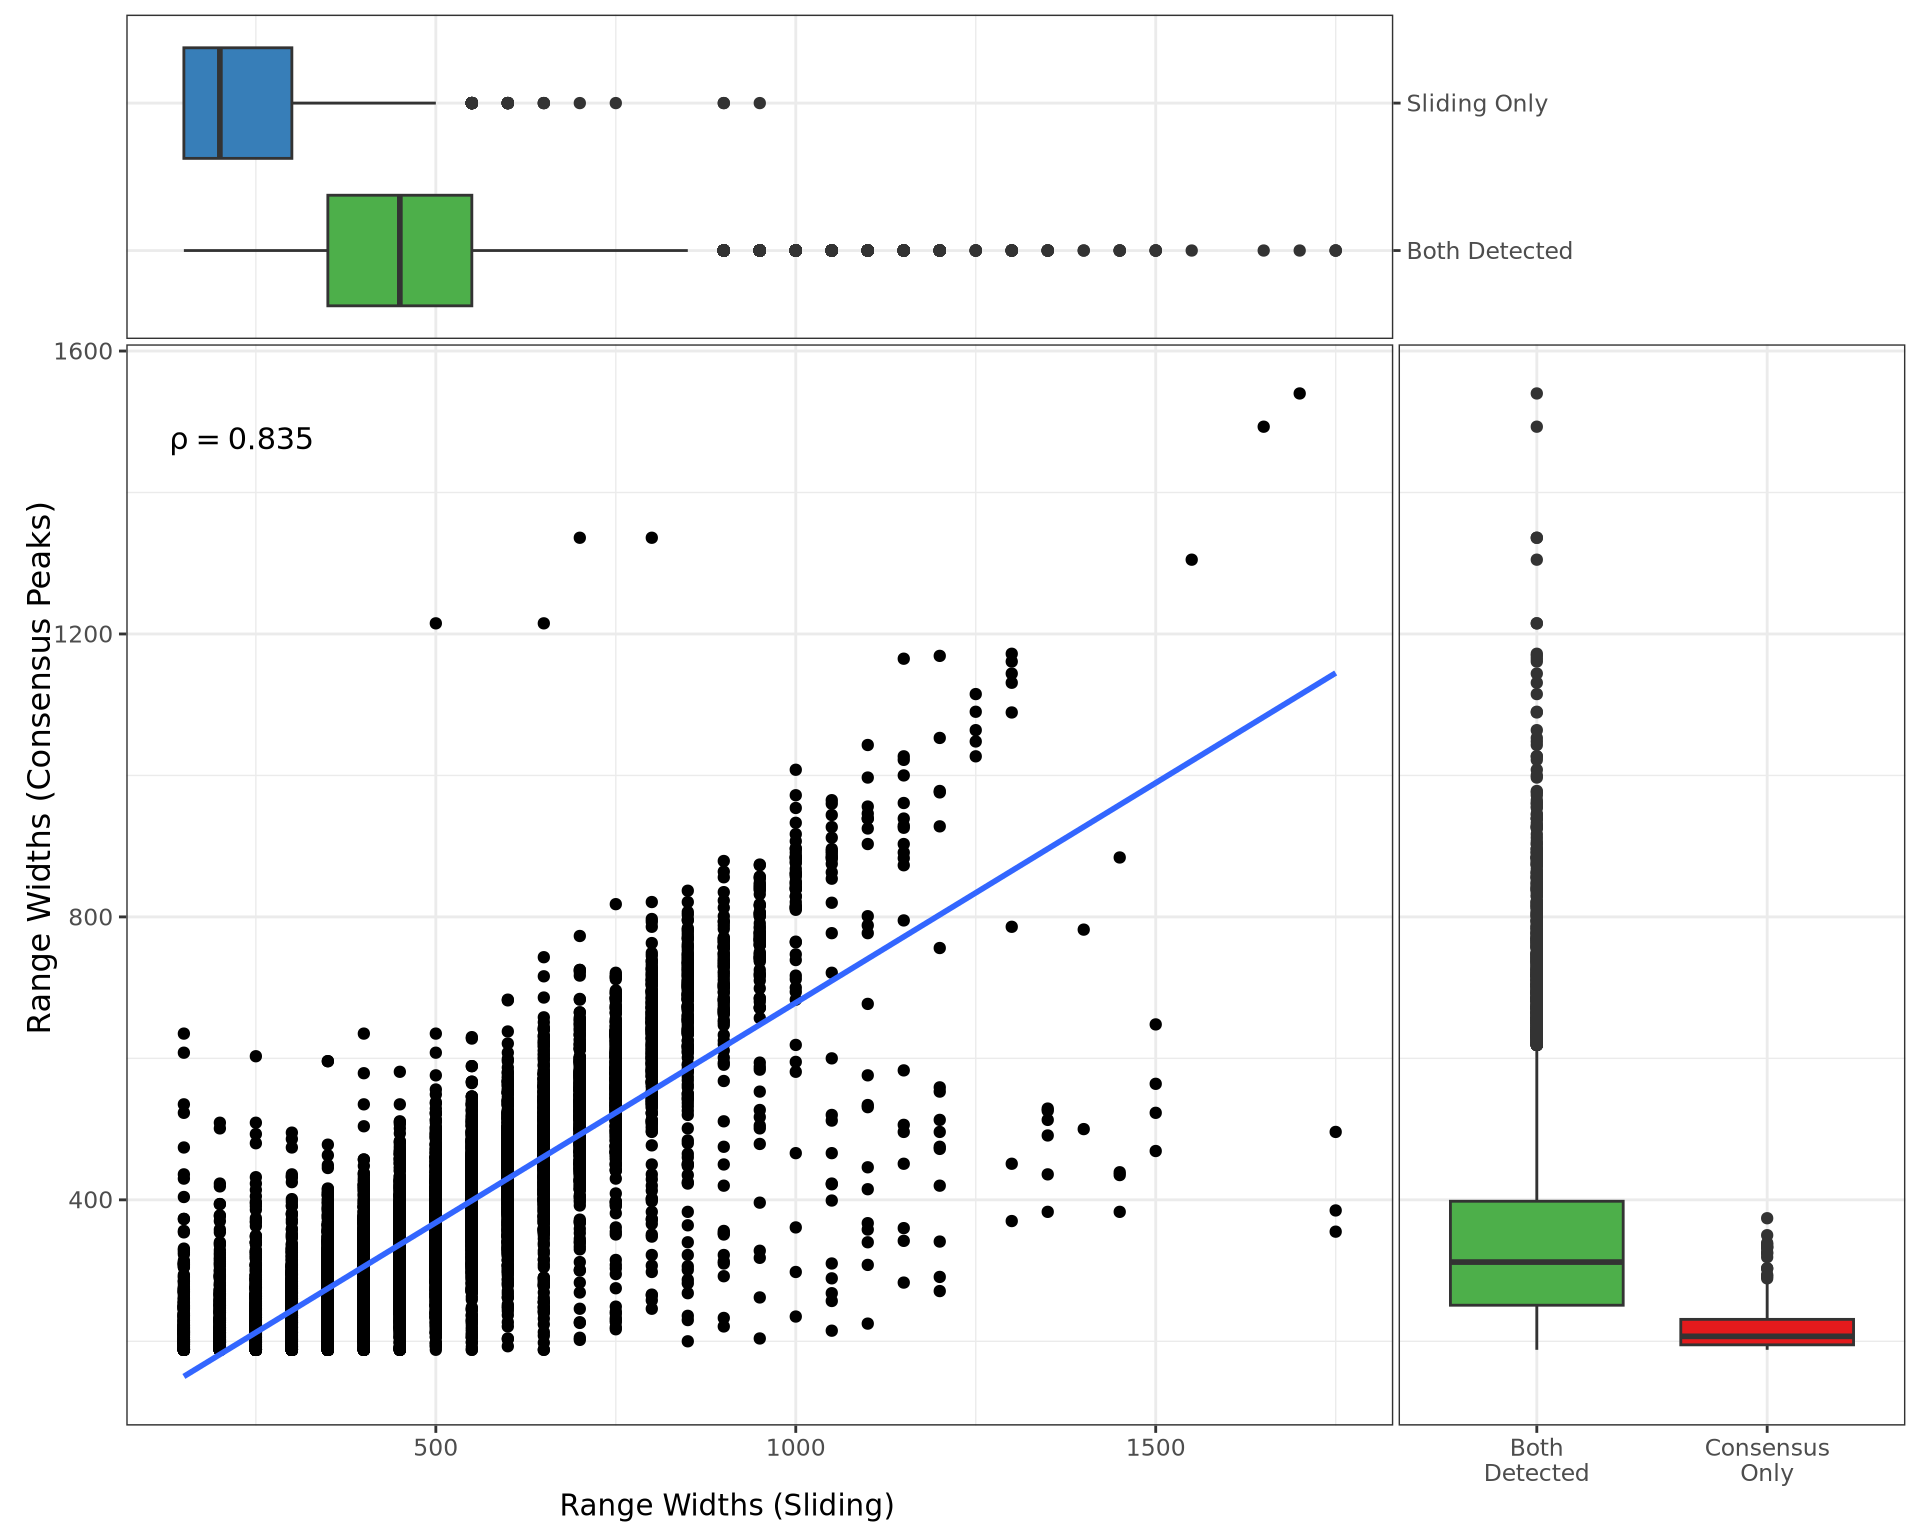 Sliding Only
Both Detected
1600
ρ = 0.835
Range Widths (Consensus Peaks)
1200
800
400
500
1000
1500
Both
Detected
Consensus
Only
Range Widths (Sliding)